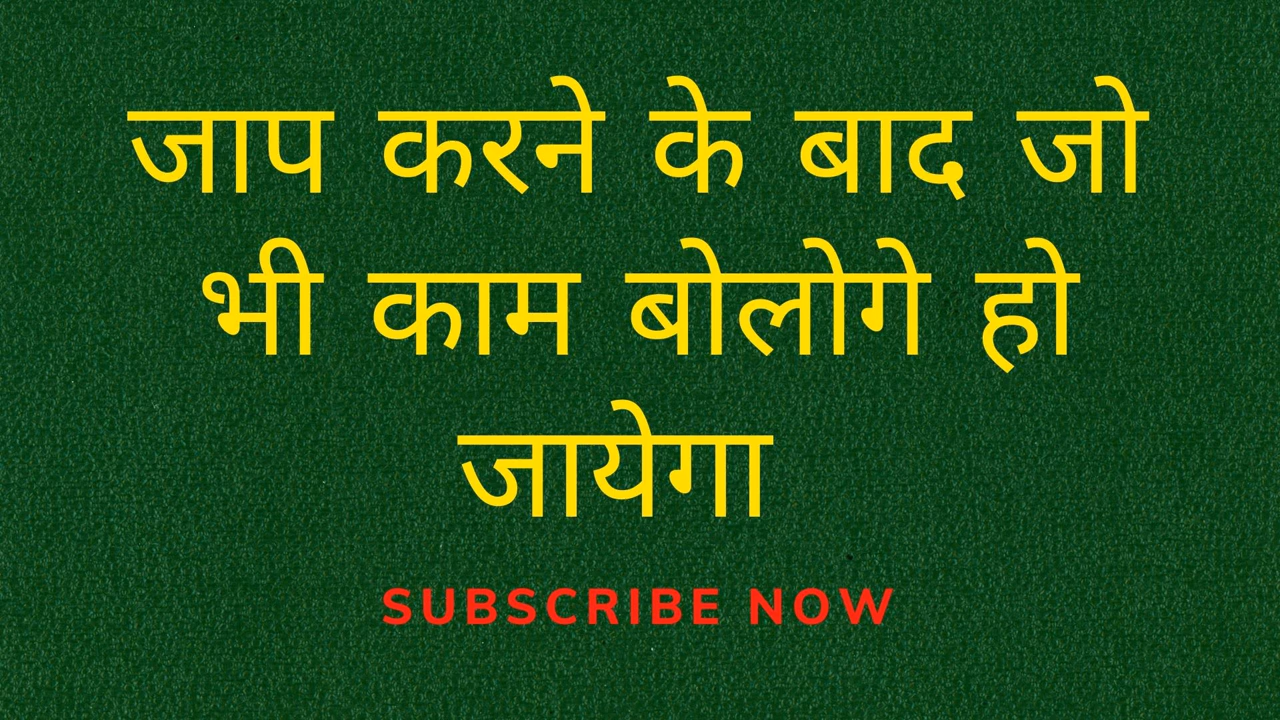 जाप करने के बाद जो
भी काम बोलोगे हो
जायेगा
SUBSCRIBE NOW